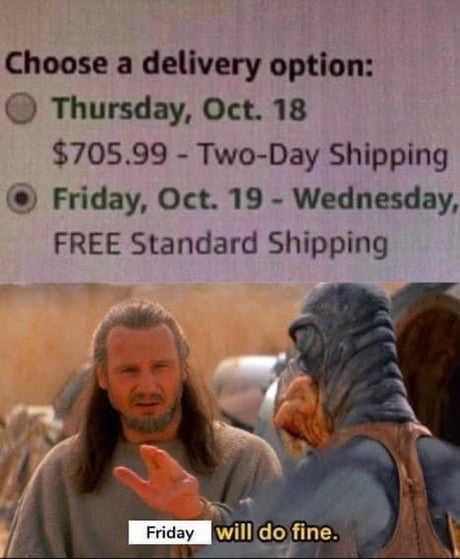 Choose a delivery option:
Thursday, Oct. 18
$705.99 - Two-Day Shipping
Friday, Oct. 19 - Wednesday,
FREE Standard Shipping
Friday will do fine.